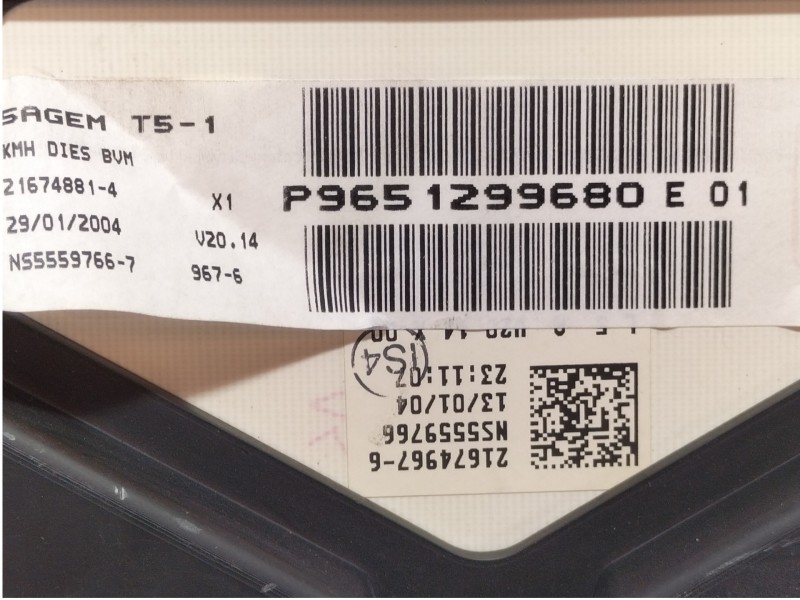 SAGEM T5-1
KMH DIES BVM
21674881-4 X1
29/01/2004 V20.14
NS5559766-7 967-6
P9651299680 E 01
21674967-6
NS5559766
13/01/04
23:11:07
IS4